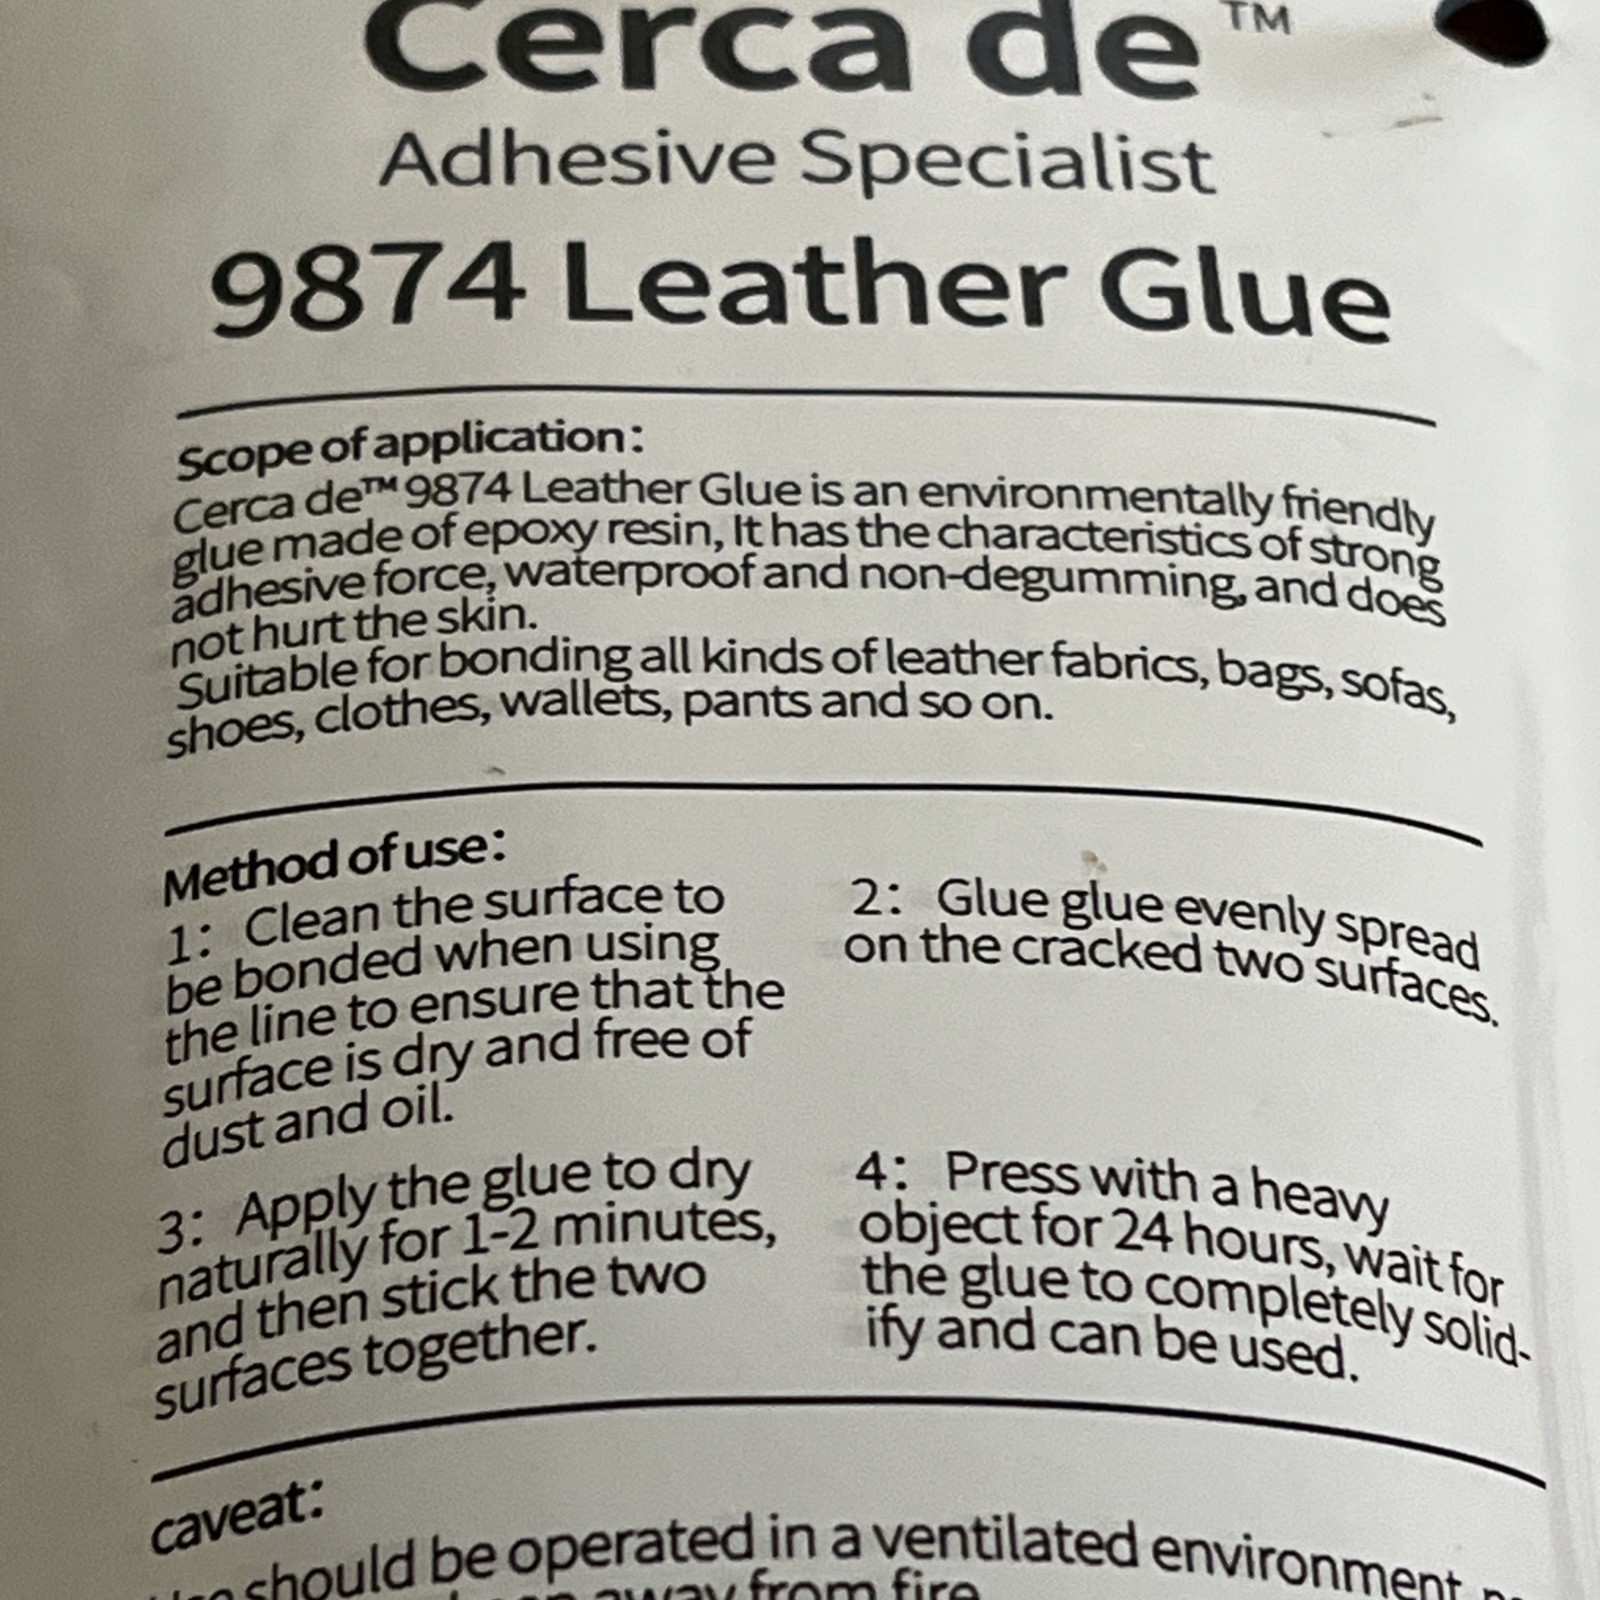 Cerca de™
Adhesive Specialist
9874 Leather Glue
Scope of application:
Cerca de™ 9874 Leather Glue is an environmentally friendly
glue made of epoxy resin, It has the characteristics of strong
adhesive force, waterproof and non-degumming, and does
not hurt the skin.
Suitable for bonding all kinds of leather fabrics, bags, sofas,
shoes, clothes, wallets, pants and so on.
Method of use:
1: Clean the surface to
be bonded when using
the line to ensure that the
surface is dry and free of
dust and oil.
2: Glue glue evenly spread
on the cracked two surfaces.
3: Apply the glue to dry
naturally for 1-2 minutes,
and then stick the two
surfaces together.
4: Press with a heavy
object for 24 hours, wait for
the glue to completely solid-
ify and can be used.
caveat:
should be operated in a ventilated environment
away from fire